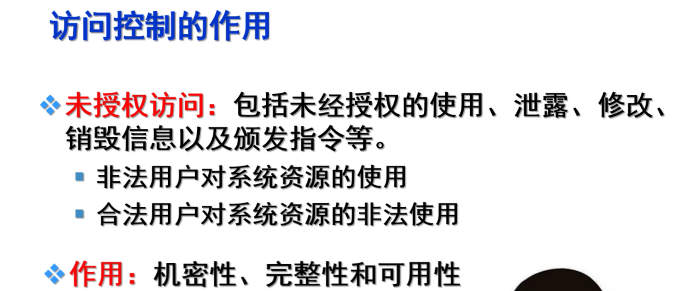 访问控制的作用
未授权访问：包括未经授权的使用、泄露、修改、
销毁信息以及颁发指令等。
非法用户对系统资源的使用
合法用户对系统资源的非法使用
作用：机密性、完整性和可用性